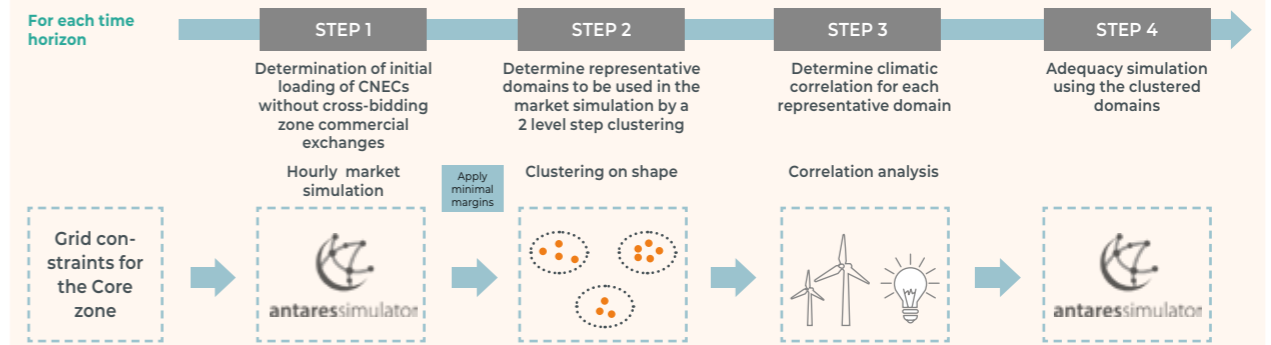 For each time
horizon
STEP 1
STEP 2
STEP 3
STEP 4
Determination of initial
loading of CNECs
without cross-bidding
zone commercial
exchanges
Determine representative
domains to be used in the
market simulation by a
2 level step clustering
Determine climatic
correlation for each
representative domain
Adequacy simulation
using the clustered
domains
Hourly market
simulation
Apply
minimal
margins
Clustering on shape
Correlation analysis
Grid con-
straints for
the Core
zone
antaressimulator
antaressimulator